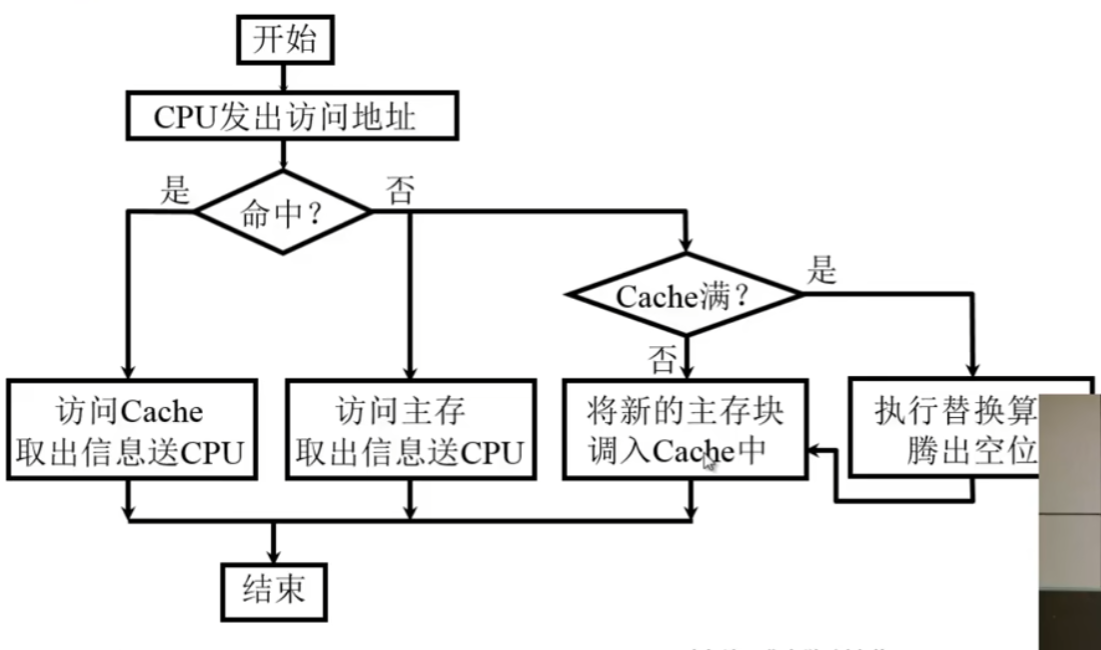 开始
CPU发出访问地址
是
否
命中?
是
Cache满?
否
访问Cache
取出信息送CPU
访问主存
取出信息送CPU
将新的主存块
调入Cache中
执行替换算
腾出空位
结束